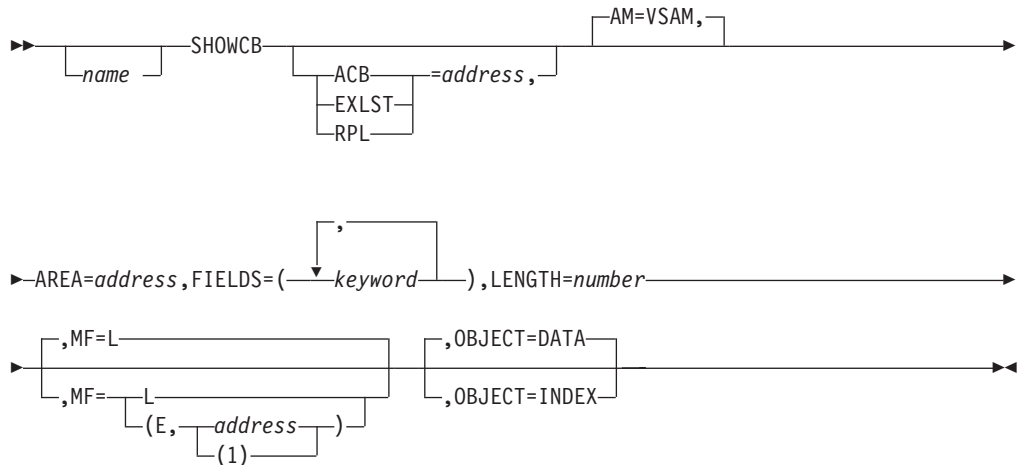 AM=VSAM,
name SHOWCB ACB =address,
EXLST
RPL
,
AREA=address,FIELDS=( keyword ),LENGTH=number
,MF=L ,OBJECT=DATA
,MF= L ,OBJECT=INDEX
(E, address )
(1)